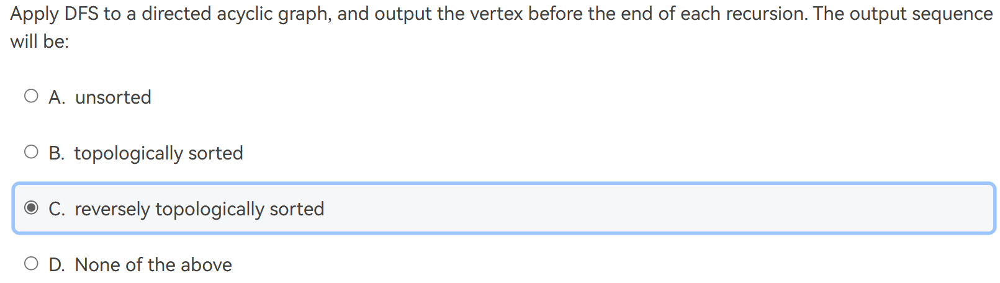 Apply DFS to a directed acyclic graph, and output the vertex before the end of each recursion. The output sequence
will be:
A. unsorted
B. topologically sorted
C. reversely topologically sorted
D. None of the above